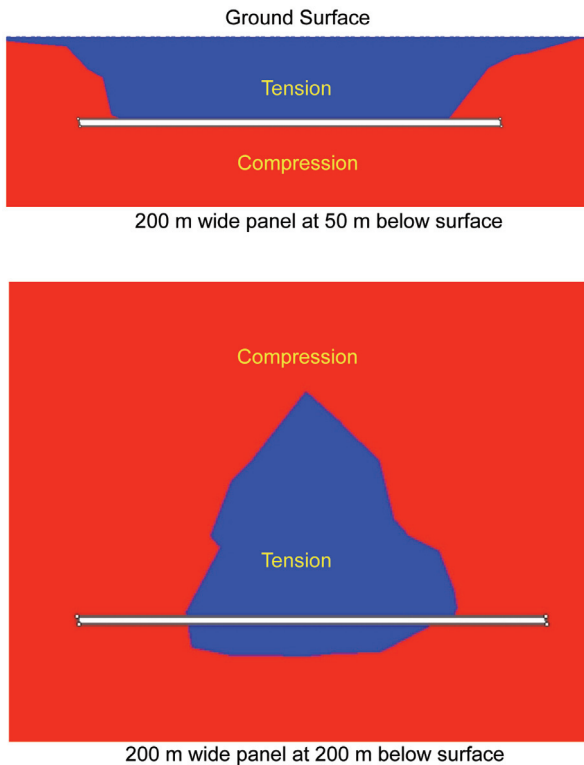 Ground Surface
Tension
Compression
200 m wide panel at 50 m below surface
Compression
Tension
200 m wide panel at 200 m below surface